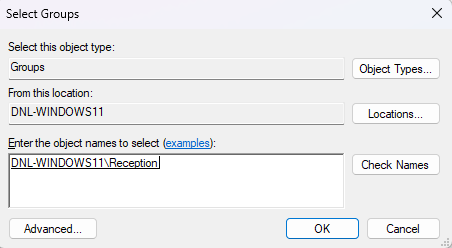 Select Groups
Select this object type:
Groups
Object Types...
From this location:
DNL-WINDOWS11
Locations...
Enter the object names to select (examples):
DNL-WINDOWS11\Reception
Check Names
Advanced...
OK
Cancel